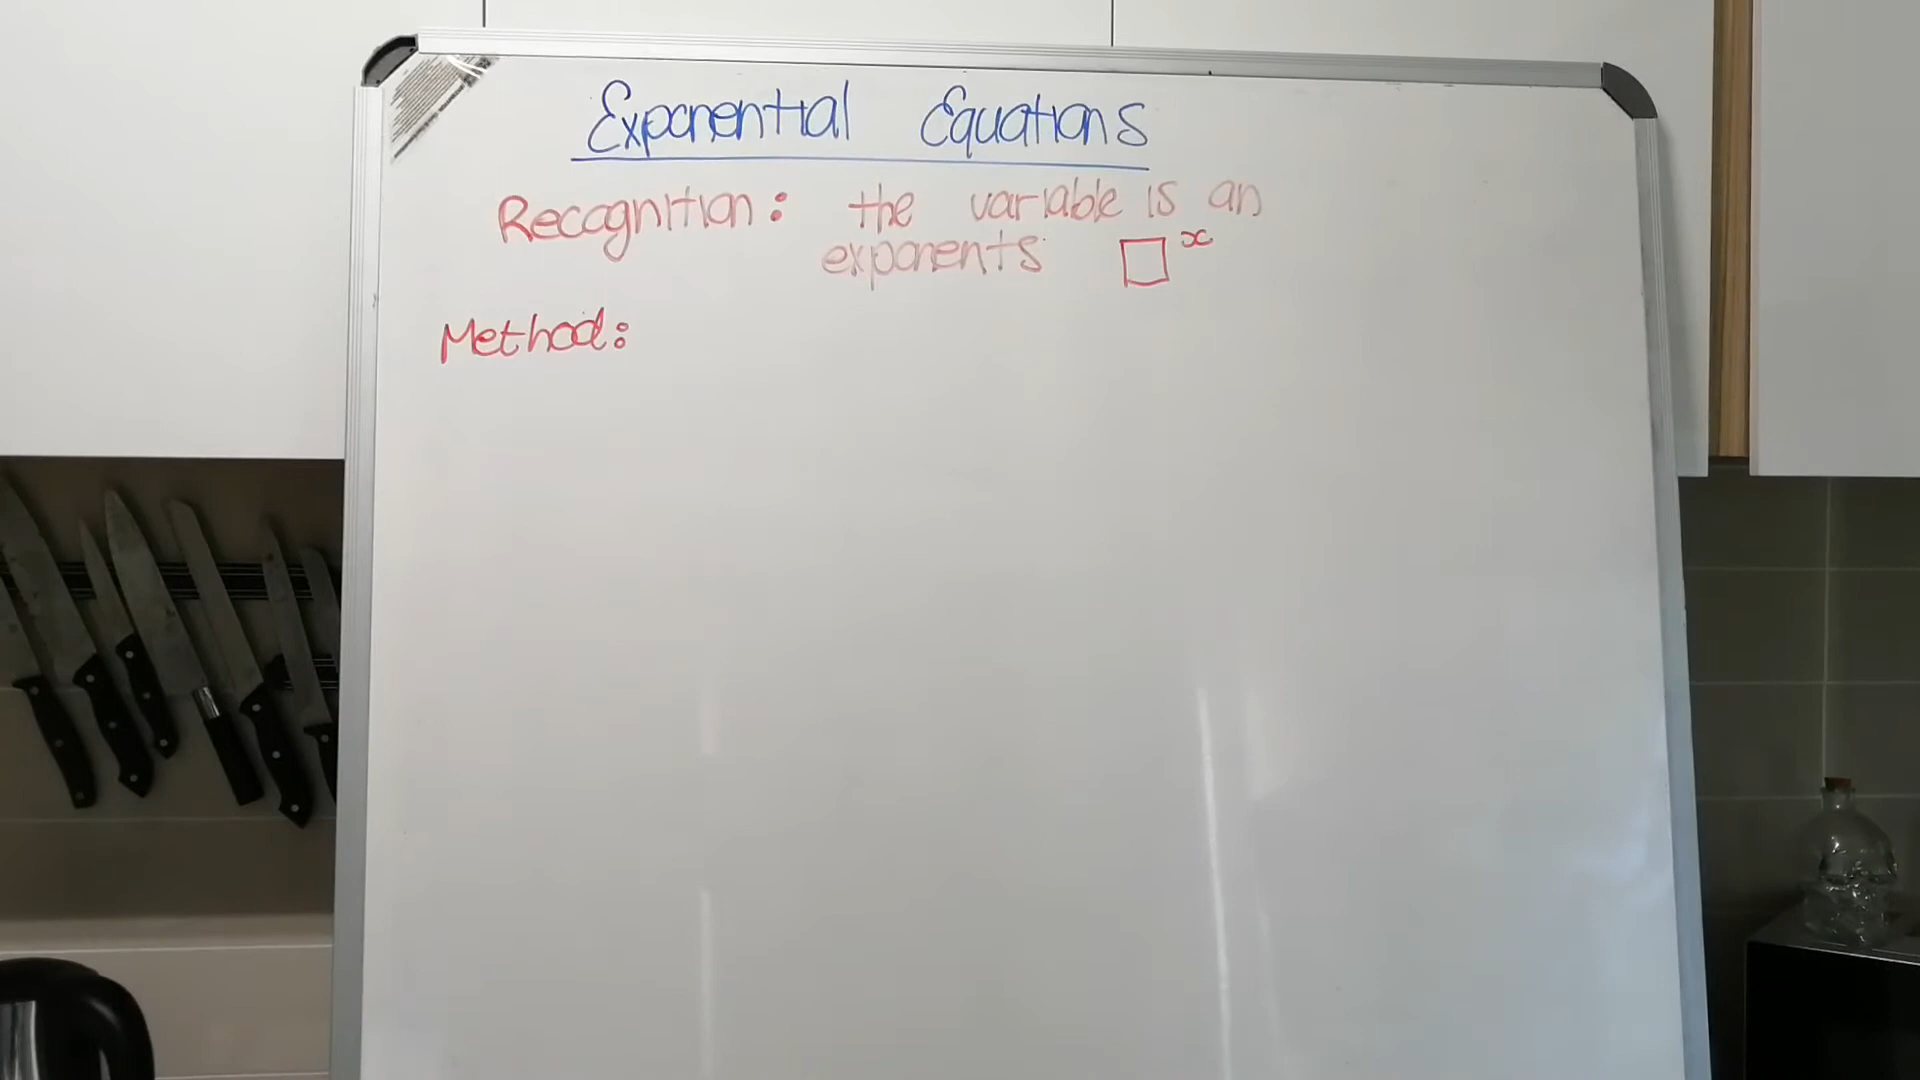 Exponential Equations
Recognition: the variable is an
exponents □ˣ
Method: